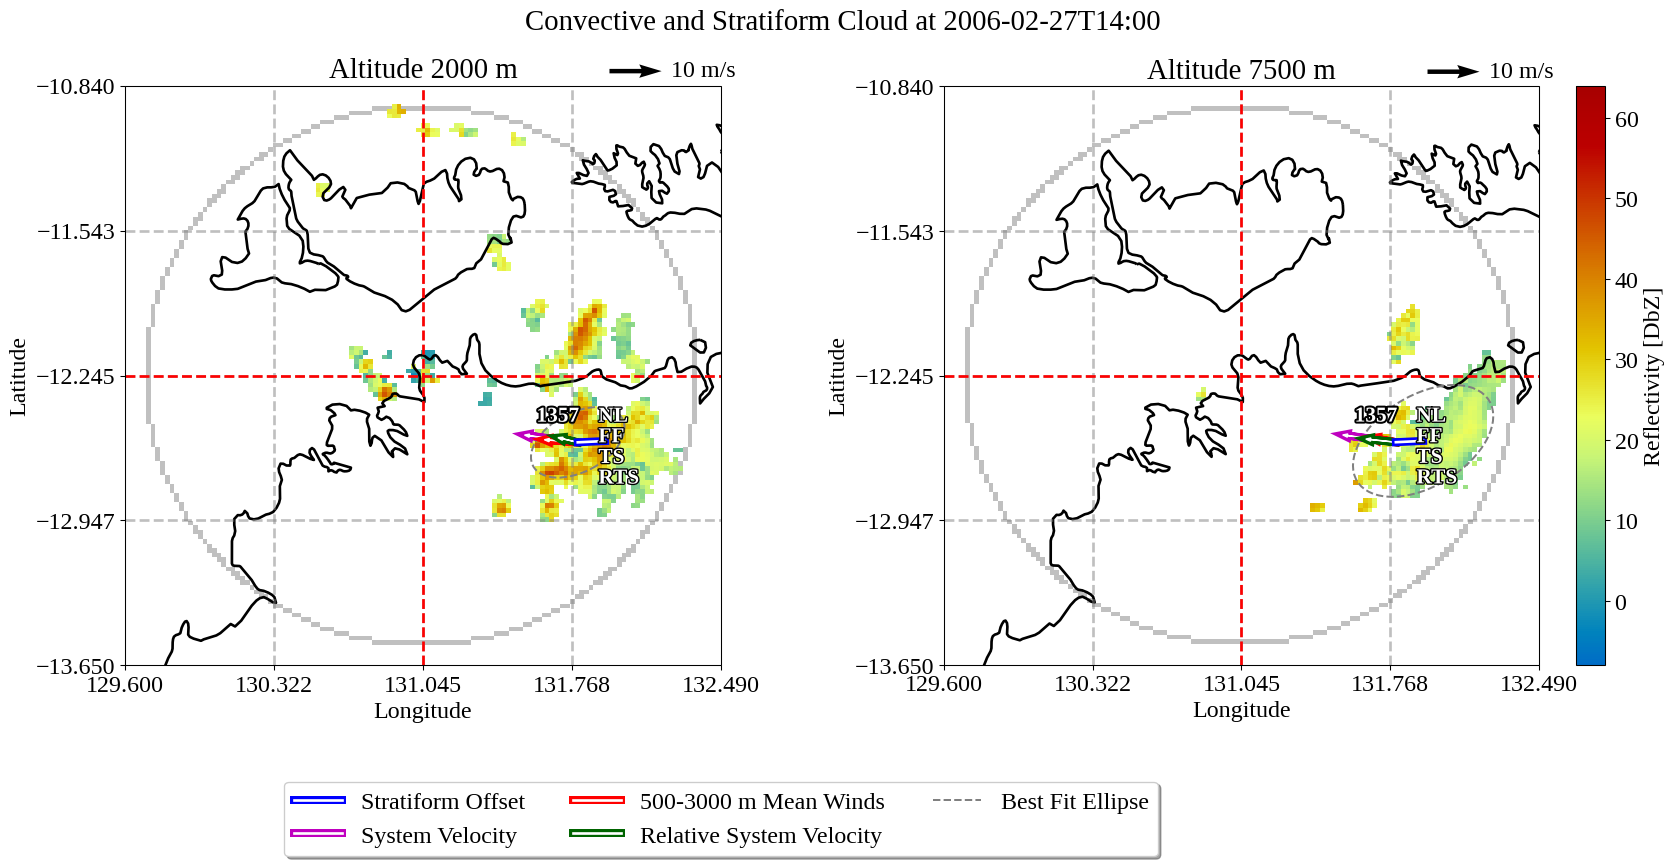 Convective and Stratiform Cloud at 2006-02-27T14:00
Altitude 2000 m
10 m/s
−10.840
−11.543
−12.245
−12.947
−13.650
129.600
130.322
131.045
131.768
132.490
Latitude
Longitude
1357
NL
FF
TS
RTS
Altitude 7500 m
10 m/s
−10.840
−11.543
−12.245
−12.947
−13.650
129.600
130.322
131.045
131.768
132.490
Latitude
Longitude
1357
NL
FF
TS
RTS
60
50
40
30
20
10
0
Reflectivity [DbZ]
Stratiform Offset
System Velocity
500-3000 m Mean Winds
Relative System Velocity
Best Fit Ellipse